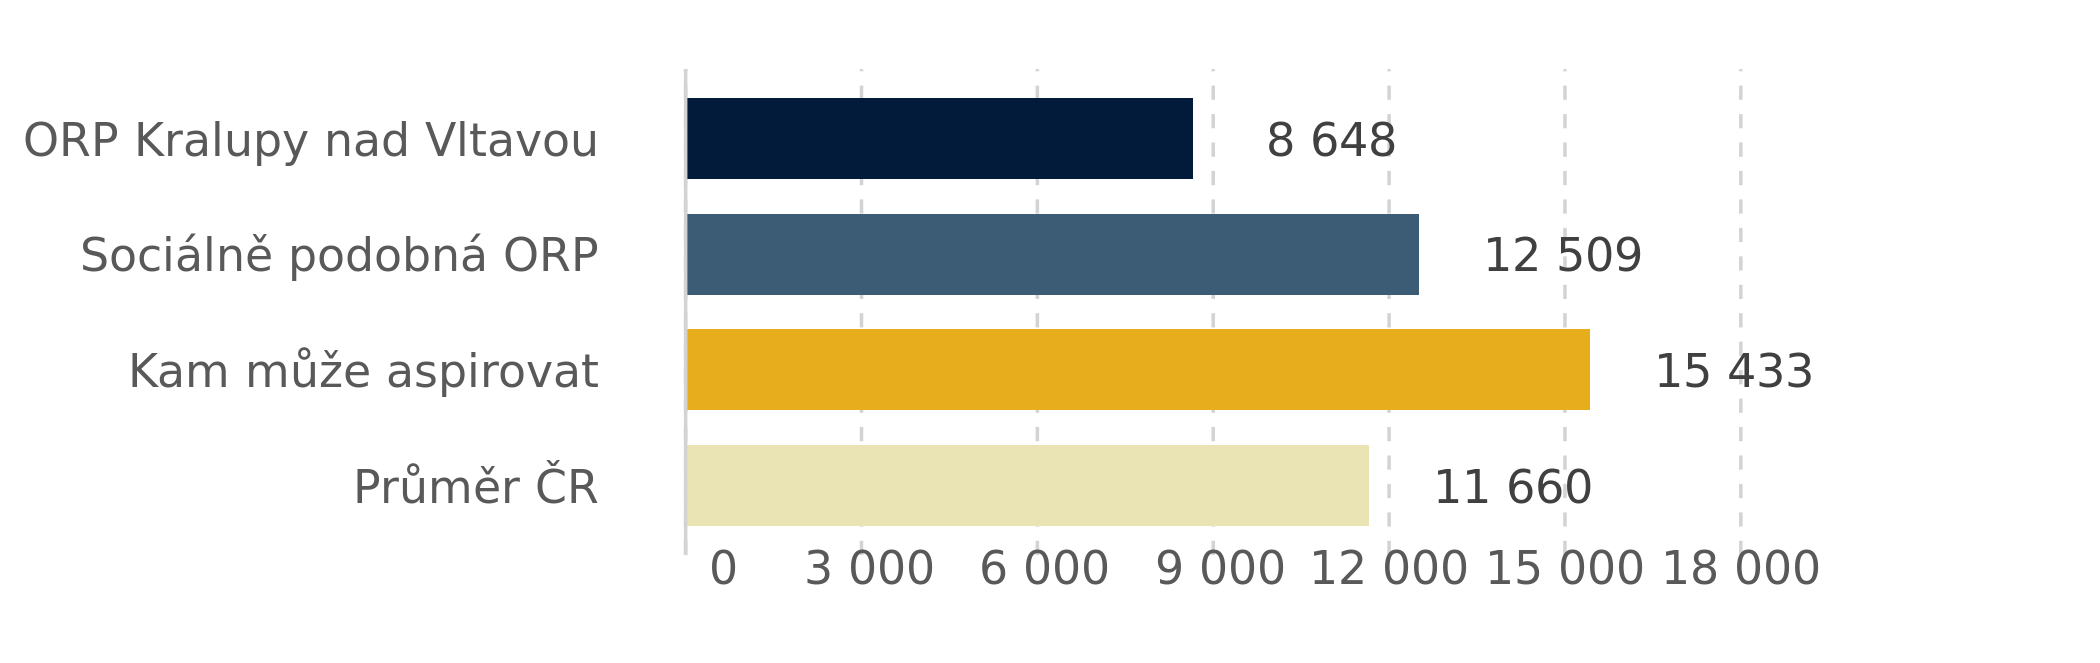 ORP Kralupy nad Vltavou 8 648
Sociálně podobná ORP 12 509
Kam může aspirovat 15 433
Průměr ČR 11 660
0 3 000 6 000 9 000 12 000 15 000 18 000